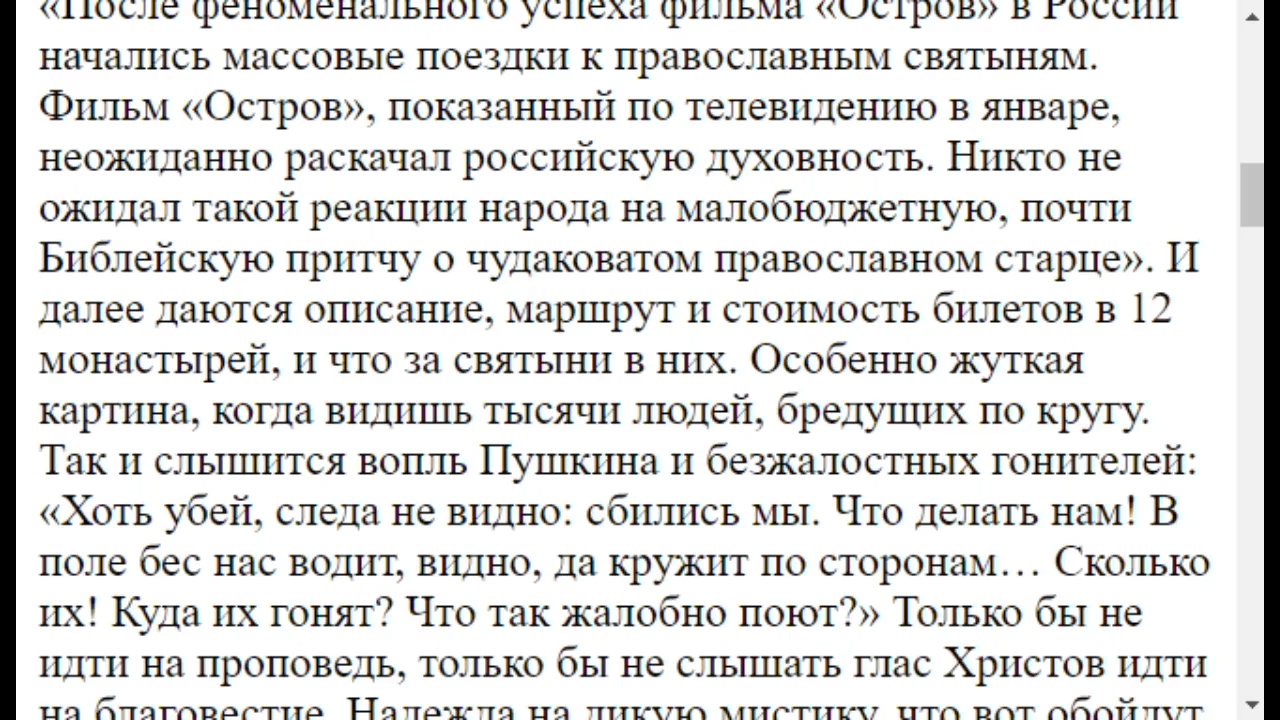 «После феноменального успеха фильма «Остров» в России
начались массовые поездки к православным святыням.
Фильм «Остров», показанный по телевидению в январе,
неожиданно раскачал российскую духовность. Никто не
ожидал такой реакции народа на малобюджетную, почти
Библейскую притчу о чудаковатом православном старце». И
далее даются описание, маршрут и стоимость билетов в 12
монастырей, и что за святыни в них. Особенно жуткая
картина, когда видишь тысячи людей, бредущих по кругу.
Так и слышится вопль Пушкина и безжалостных гонителей:
«Хоть убей, следа не видно: сбились мы. Что делать нам! В
поле бес нас водит, видно, да кружит по сторонам… Сколько
их! Куда их гонят? Что так жалобно поют?» Только бы не
идти на проповедь, только бы не слышать глас Христов идти
на благовестие. Надежда на дикую мистику, что вот обойдут